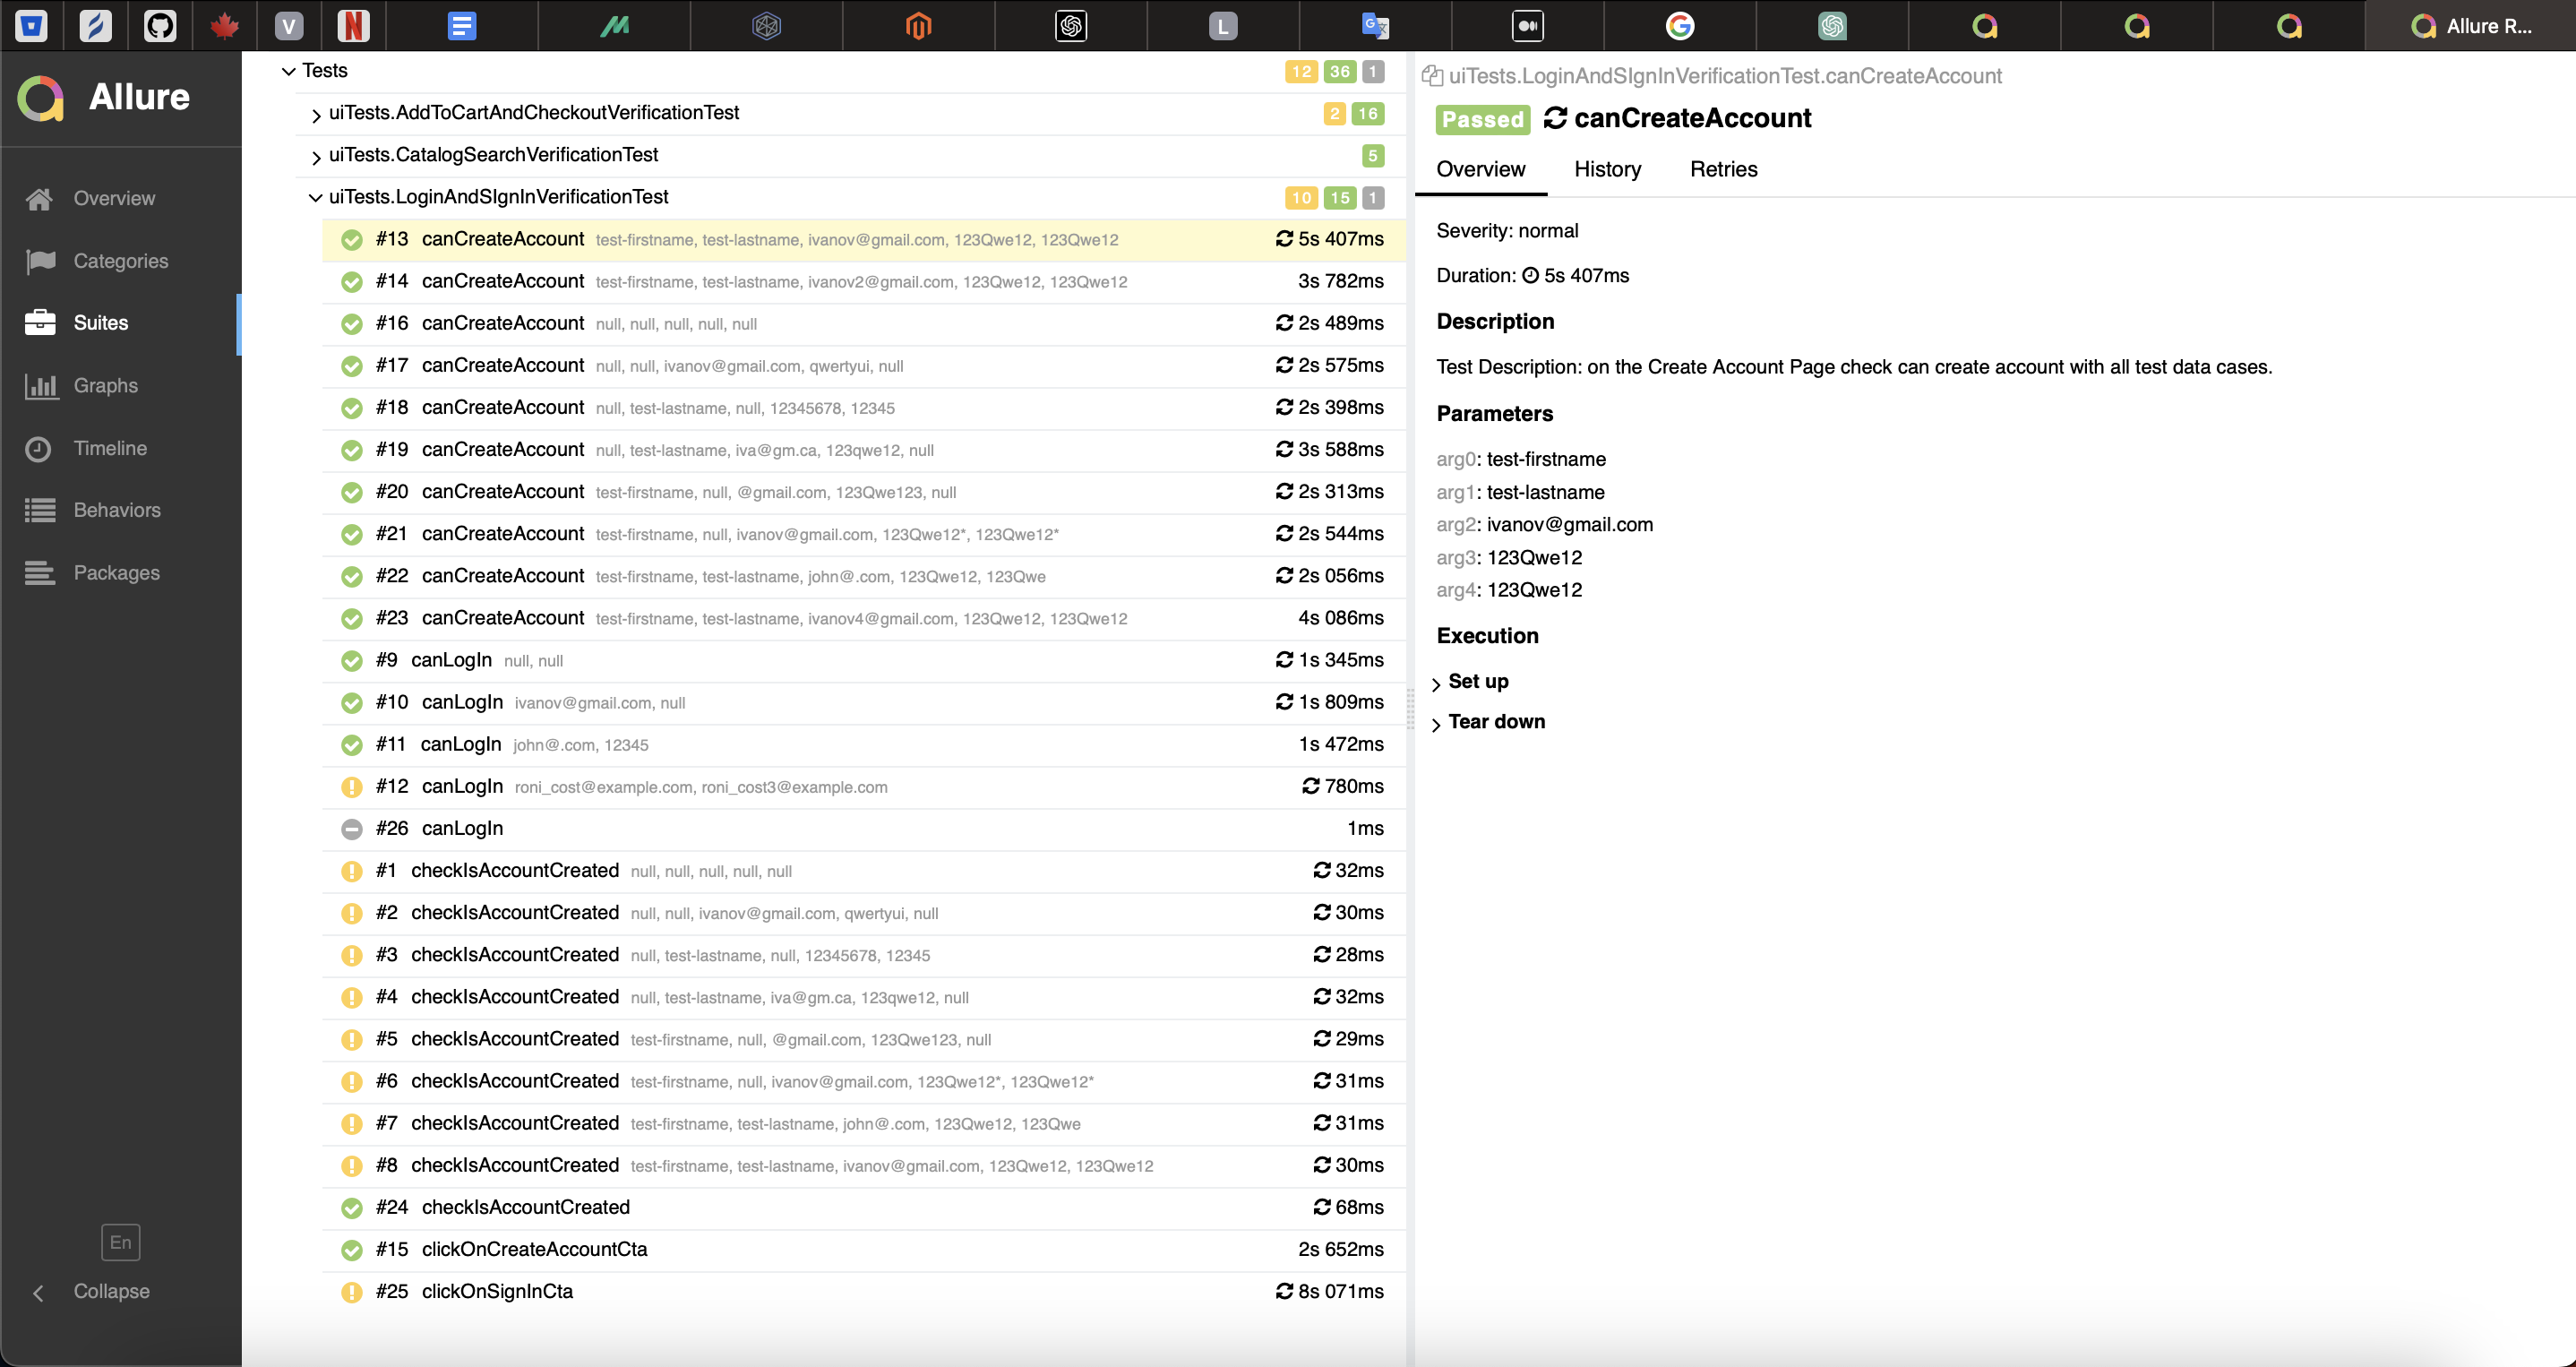 V
L
Allure R...
Allure
Overview
Categories
Suites
Graphs
Timeline
Behaviors
Packages
En
Collapse
Tests 12 36 1
uiTests.AddToCartAndCheckoutVerificationTest 2 16
uiTests.CatalogSearchVerificationTest 5
uiTests.LoginAndSIgnInVerificationTest 10 15 1
#13 canCreateAccount test-firstname, test-lastname, ivanov@gmail.com, 123Qwe12, 123Qwe12 5s 407ms
#14 canCreateAccount test-firstname, test-lastname, ivanov2@gmail.com, 123Qwe12, 123Qwe12 3s 782ms
#16 canCreateAccount null, null, null, null, null 2s 489ms
#17 canCreateAccount null, null, ivanov@gmail.com, qwertyui, null 2s 575ms
#18 canCreateAccount null, test-lastname, null, 12345678, 12345 2s 398ms
#19 canCreateAccount null, test-lastname, iva@gm.ca, 123qwe12, null 3s 588ms
#20 canCreateAccount test-firstname, null, @gmail.com, 123Qwe123, null 2s 313ms
#21 canCreateAccount test-firstname, null, ivanov@gmail.com, 123Qwe12*, 123Qwe12* 2s 544ms
#22 canCreateAccount test-firstname, test-lastname, john@.com, 123Qwe12, 123Qwe 2s 056ms
#23 canCreateAccount test-firstname, test-lastname, ivanov4@gmail.com, 123Qwe12, 123Qwe12 4s 086ms
#9 canLogIn null, null 1s 345ms
#10 canLogIn ivanov@gmail.com, null 1s 809ms
#11 canLogIn john@.com, 12345 1s 472ms
#12 canLogIn roni_cost@example.com, roni_cost3@example.com 780ms
#26 canLogIn 1ms
#1 checkIsAccountCreated null, null, null, null, null 32ms
#2 checkIsAccountCreated null, null, ivanov@gmail.com, qwertyui, null 30ms
#3 checkIsAccountCreated null, test-lastname, null, 12345678, 12345 28ms
#4 checkIsAccountCreated null, test-lastname, iva@gm.ca, 123qwe12, null 32ms
#5 checkIsAccountCreated test-firstname, null, @gmail.com, 123Qwe123, null 29ms
#6 checkIsAccountCreated test-firstname, null, ivanov@gmail.com, 123Qwe12*, 123Qwe12* 31ms
#7 checkIsAccountCreated test-firstname, test-lastname, john@.com, 123Qwe12, 123Qwe 31ms
#8 checkIsAccountCreated test-firstname, test-lastname, ivanov@gmail.com, 123Qwe12, 123Qwe12 30ms
#24 checkIsAccountCreated 68ms
#15 clickOnCreateAccountCta 2s 652ms
#25 clickOnSignInCta 8s 071ms
uiTests.LoginAndSIgnInVerificationTest.canCreateAccount
Passed canCreateAccount
Overview History Retries
Severity: normal
Duration: 5s 407ms
Description
Test Description: on the Create Account Page check can create account with all test data cases.
Parameters
arg0: test-firstname
arg1: test-lastname
arg2: ivanov@gmail.com
arg3: 123Qwe12
arg4: 123Qwe12
Execution
Set up
Tear down